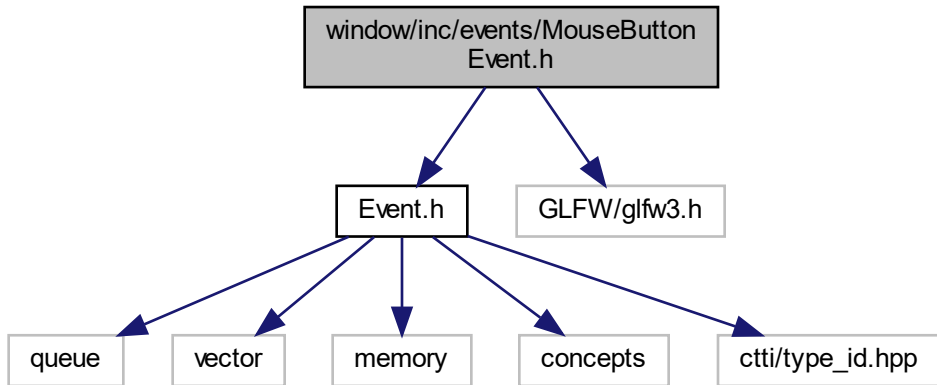 window/inc/events/MouseButton
Event.h
Event.h
GLFW/glfw3.h
queue
vector
memory
concepts
ctti/type_id.hpp